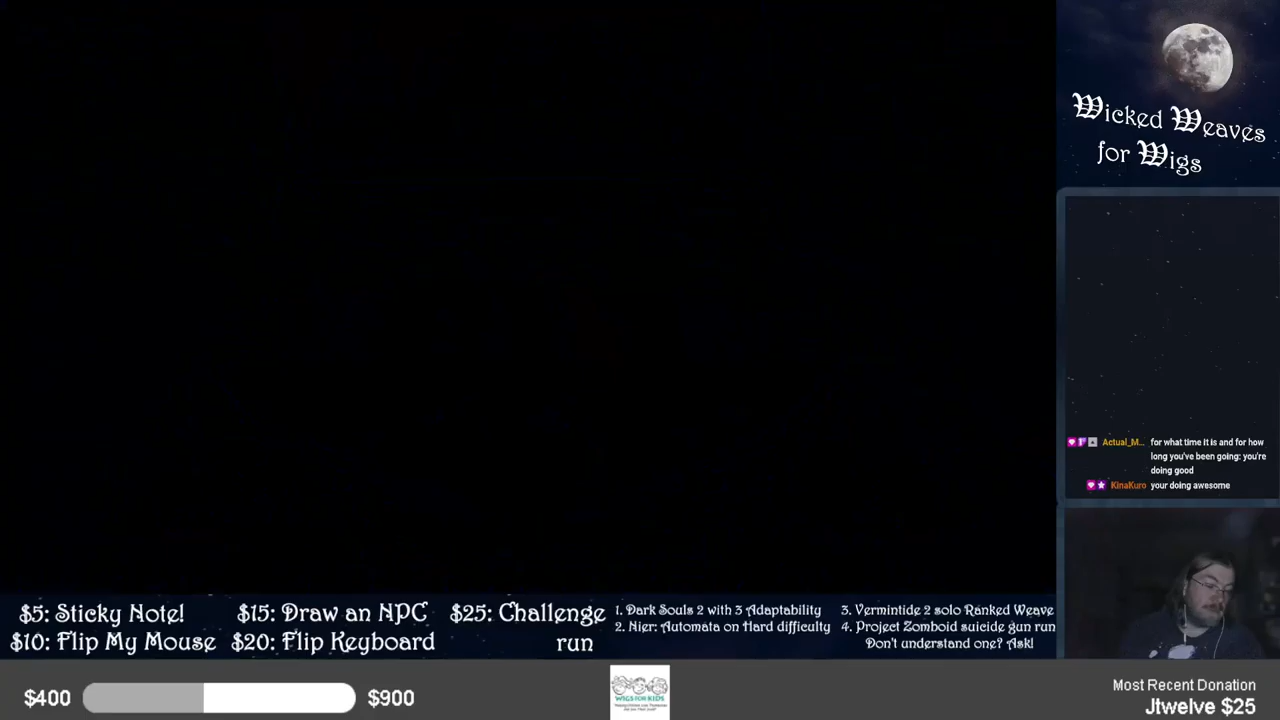 Wicked Weaves
for Wigs
Actual_M... for what time it is and for how
long you've been going: you're
doing good
KinaKuro your doing awesome
$5: Sticky Note!
$10: Flip My Mouse
$15: Draw an NPC
$20: Flip Keyboard
$25: Challenge
run
1. Dark Souls 2 with 3 Adaptability
2. Nier: Automata on Hard difficulty
3. Vermintide 2 solo Ranked Weave
4. Project Zomboid suicide gun run
Don't understand one? Ask!
$400
$900
WIGS FOR KIDS
Most Recent Donation
Jtwelve $25